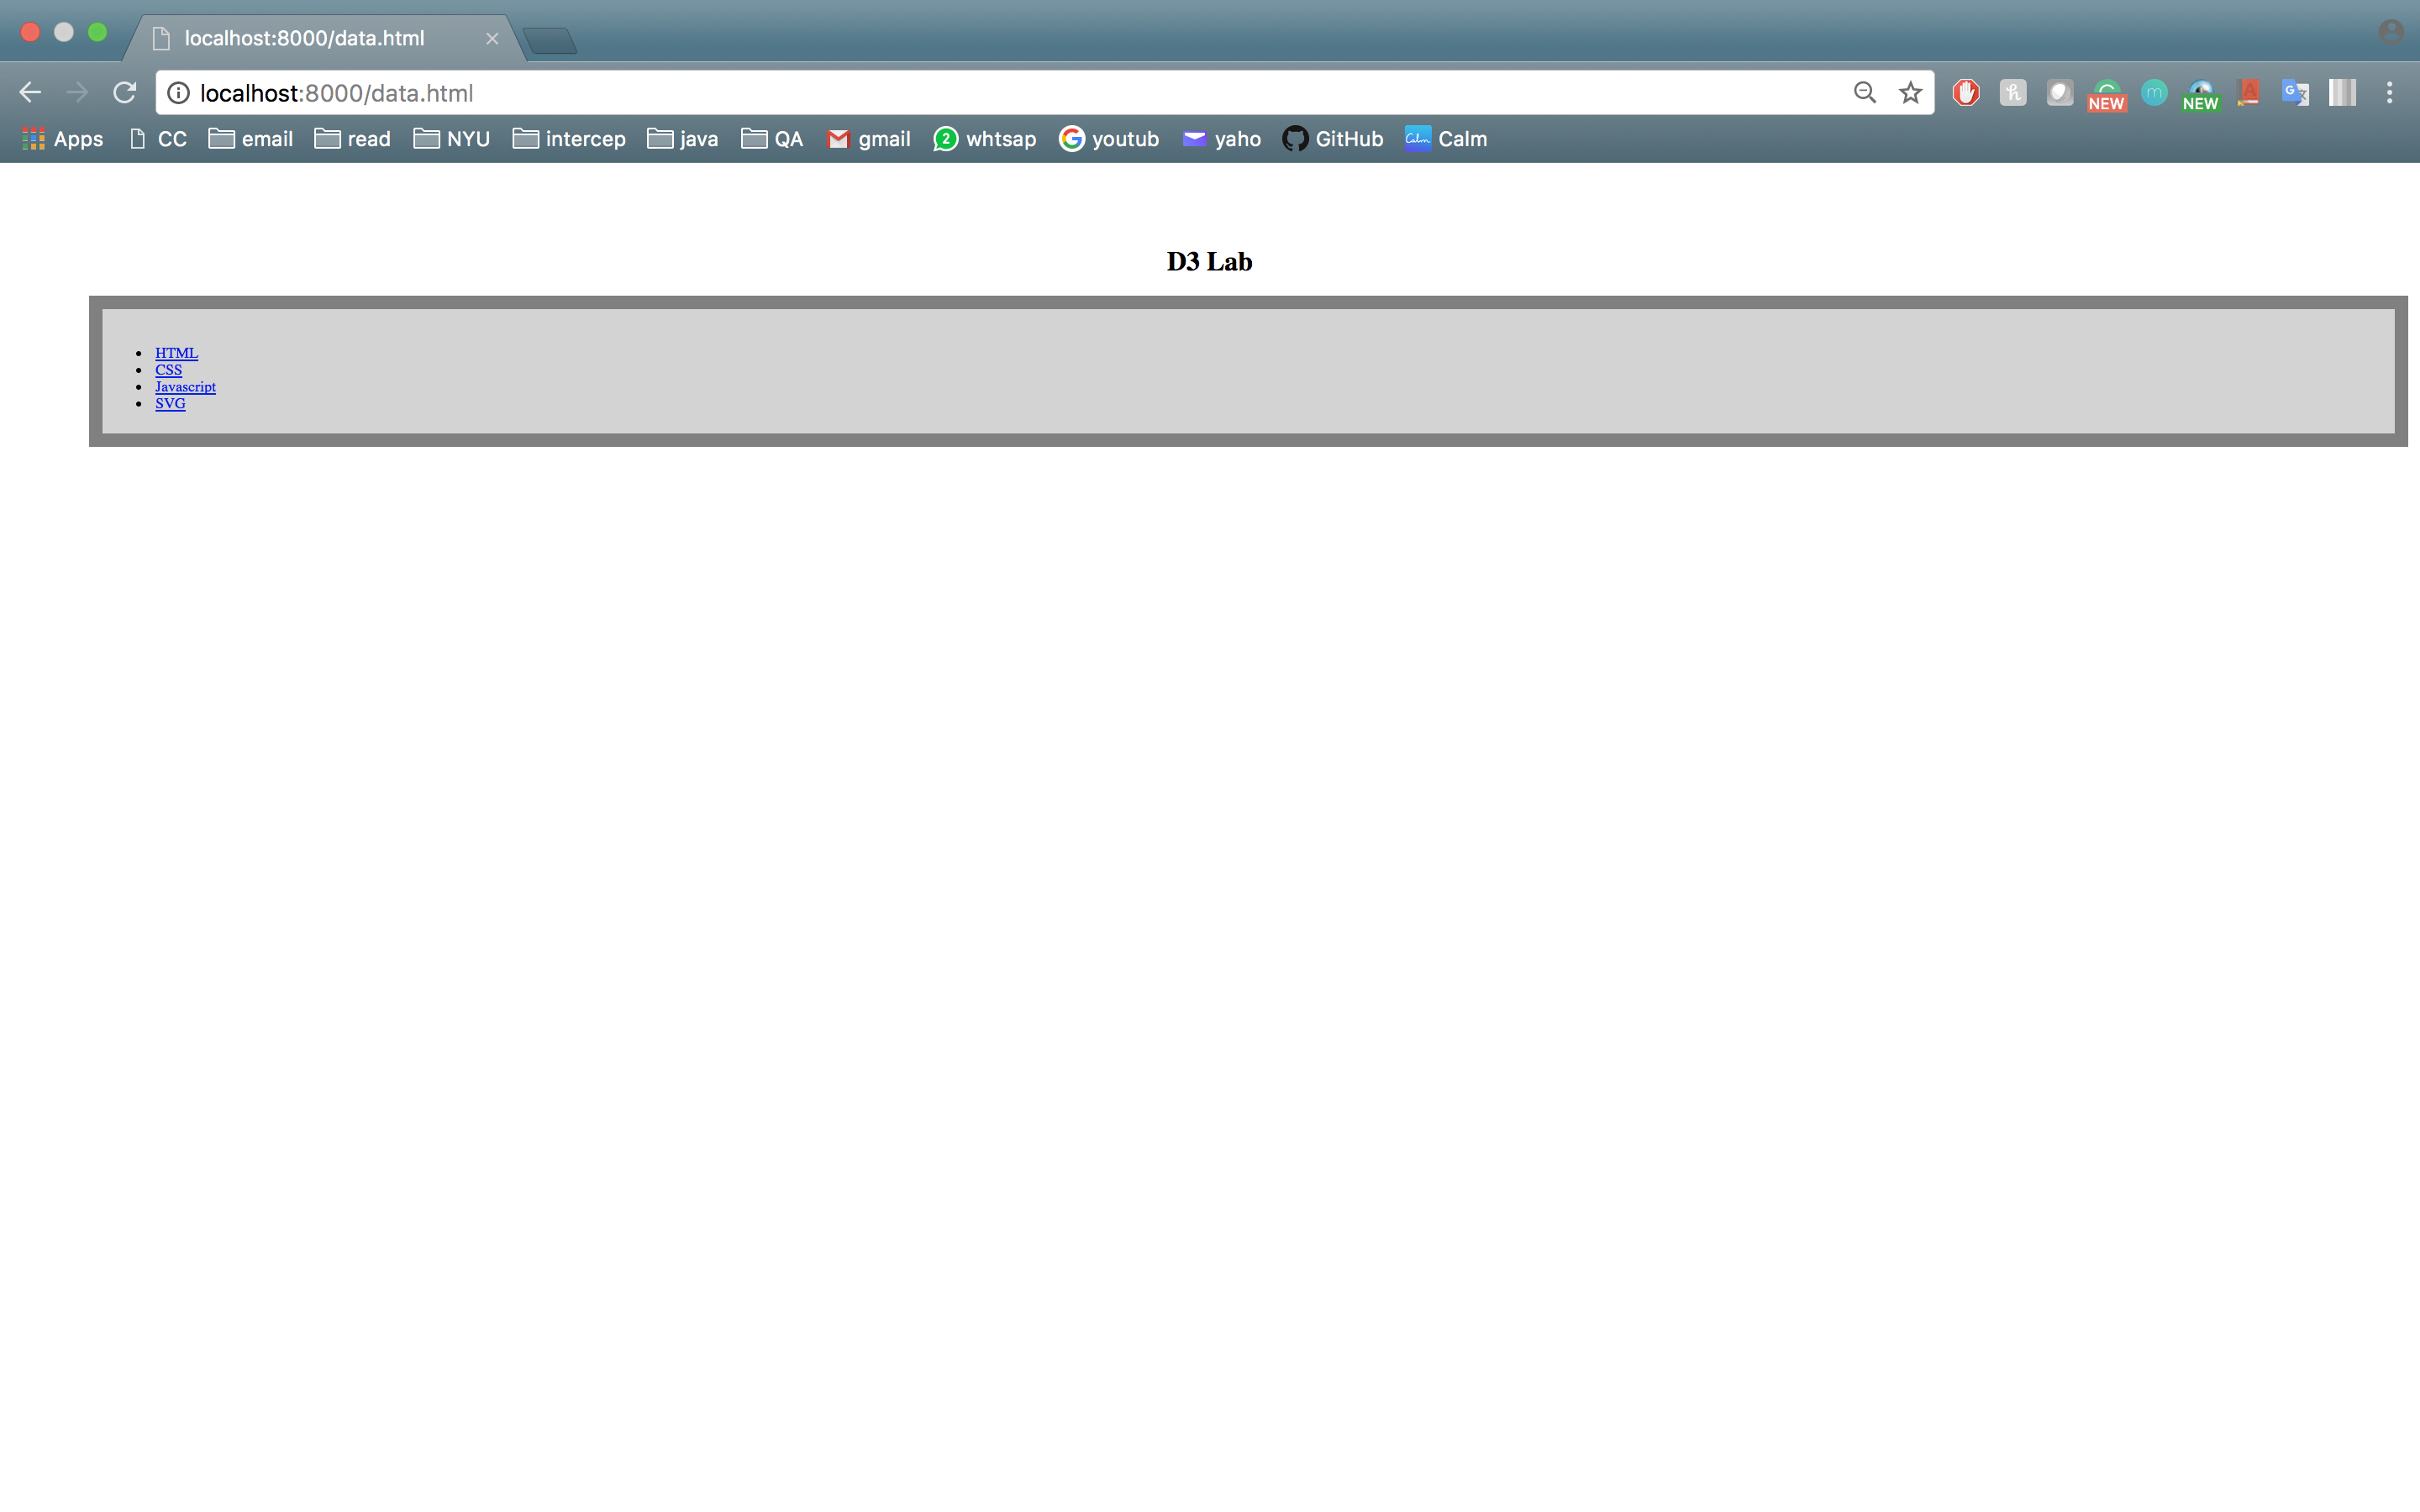 localhost:8000/data.html
localhost:8000/data.html
NEW NEW
Apps CC email read NYU intercep java QA gmail 2 whtsap youtub yaho GitHub Calm Calm
D3 Lab
HTML
CSS
Javascript
SVG